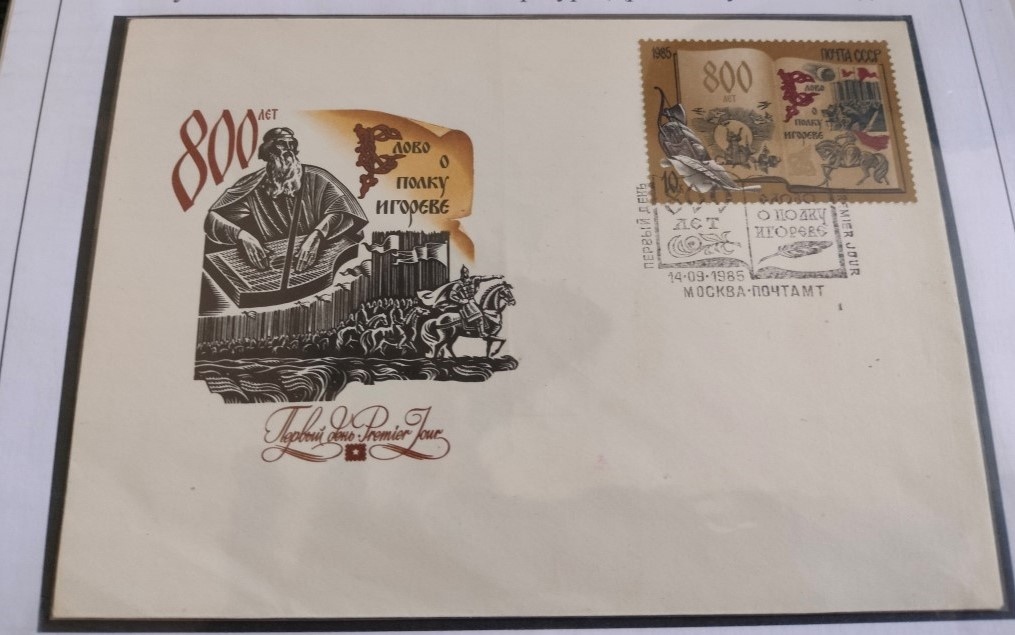 800 ЛЕТ
Слово
о
полку
Игореве
Первый день · Premier Jour
1985
ПОЧТА СССР
800
ЛЕТ
Слово
о
полку
Игореве
10
ПЕРВЫЙ ДЕНЬ
ЛЕТ
О ПОЛКУ
ИГОРЕВЕ
PREMIER JOUR
14·09·1985
МОСКВА·ПОЧТАМТ